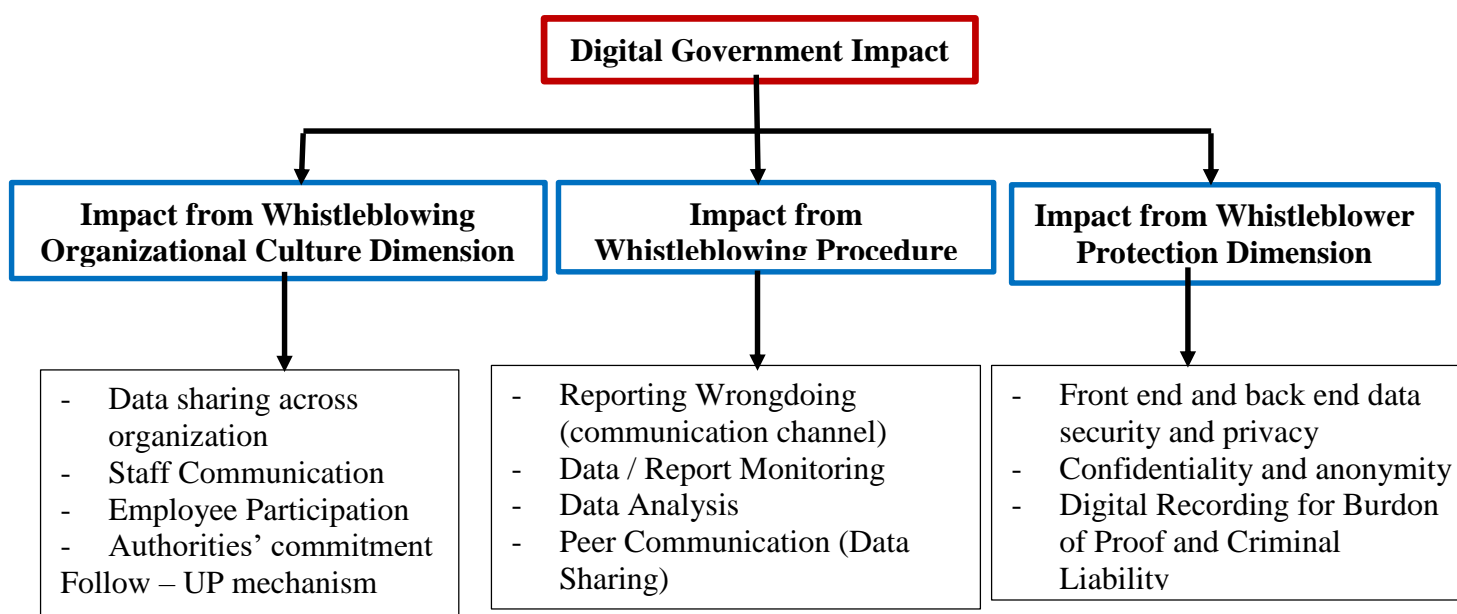 Digital Government Impact
Impact from Whistleblowing
Organizational Culture Dimension
Impact from
Whistleblowing Procedure
Impact from Whistleblower
Protection Dimension
- Data sharing across
organization
- Staff Communication
- Employee Participation
- Authorities’ commitment
Follow – UP mechanism
- Reporting Wrongdoing
(communication channel)
- Data / Report Monitoring
- Data Analysis
- Peer Communication (Data
Sharing)
- Front end and back end data
security and privacy
- Confidentiality and anonymity
- Digital Recording for Burdon
of Proof and Criminal
Liability